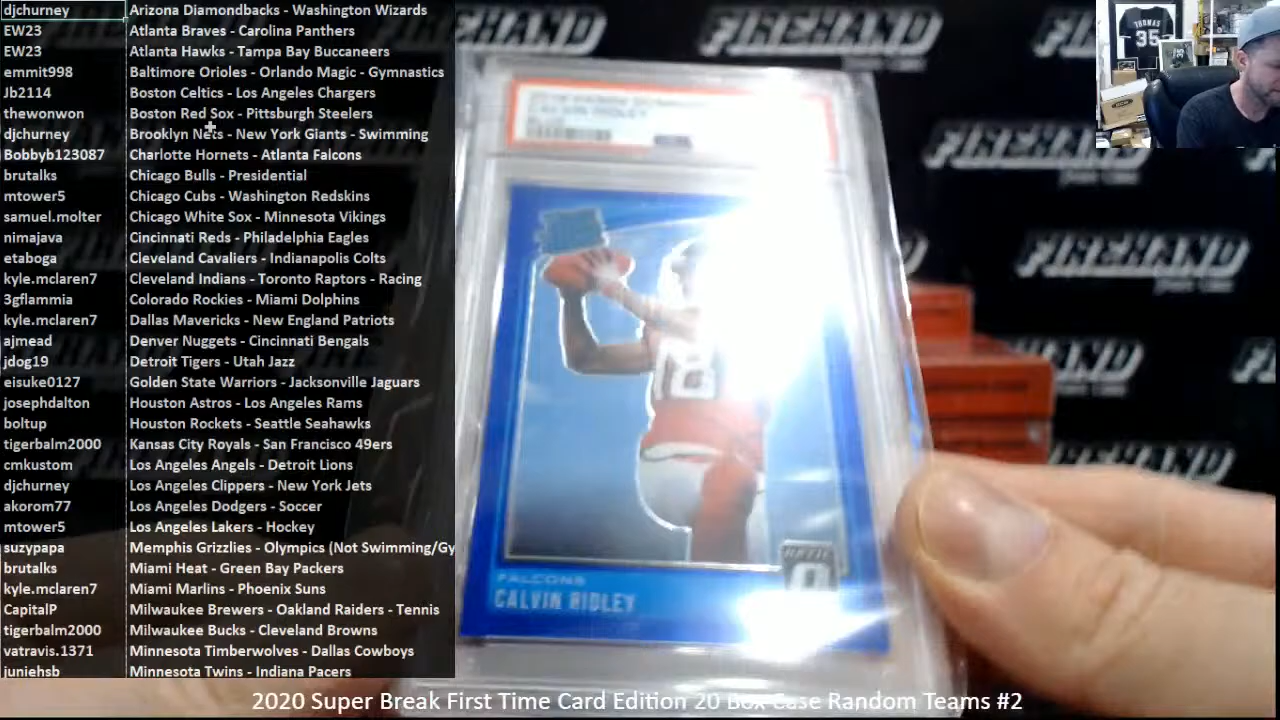 djchurney Arizona Diamondbacks - Washington Wizards
EW23 Atlanta Braves - Carolina Panthers
EW23 Atlanta Hawks - Tampa Bay Buccaneers
emmit998 Baltimore Orioles - Orlando Magic - Gymnastics
Jb2114 Boston Celtics - Los Angeles Chargers
thewonwon Boston Red Sox - Pittsburgh Steelers
djchurney Brooklyn Nets - New York Giants - Swimming
Bobbyb123087 Charlotte Hornets - Atlanta Falcons
brutalks Chicago Bulls - Presidential
mtower5 Chicago Cubs - Washington Redskins
samuel.molter Chicago White Sox - Minnesota Vikings
nimajava Cincinnati Reds - Philadelphia Eagles
etaboga Cleveland Cavaliers - Indianapolis Colts
kyle.mclaren7 Cleveland Indians - Toronto Raptors - Racing
3gflammia Colorado Rockies - Miami Dolphins
kyle.mclaren7 Dallas Mavericks - New England Patriots
ajmead Denver Nuggets - Cincinnati Bengals
jdog19 Detroit Tigers - Utah Jazz
eisuke0127 Golden State Warriors - Jacksonville Jaguars
josephdalton Houston Astros - Los Angeles Rams
boltup Houston Rockets - Seattle Seahawks
tigerbalm2000 Kansas City Royals - San Francisco 49ers
cmkustom Los Angeles Angels - Detroit Lions
djchurney Los Angeles Clippers - New York Jets
akorom77 Los Angeles Dodgers - Soccer
mtower5 Los Angeles Lakers - Hockey
suzypapa Memphis Grizzlies - Olympics (Not Swimming/Gy
brutalks Miami Heat - Green Bay Packers
kyle.mclaren7 Miami Marlins - Phoenix Suns
CapitalP Milwaukee Brewers - Oakland Raiders - Tennis
tigerbalm2000 Milwaukee Bucks - Cleveland Browns
vatravis.1371 Minnesota Timberwolves - Dallas Cowboys
juniehsb Minnesota Twins - Indiana Pacers
CALVIN RIDLEY
FALCONS
CALVIN RIDLEY
OPTIC
THOMAS
35
FIREHAND
FIREHAND
FIREHAND
2020 Super Break First Time Card Edition 20 Box Case Random Teams #2